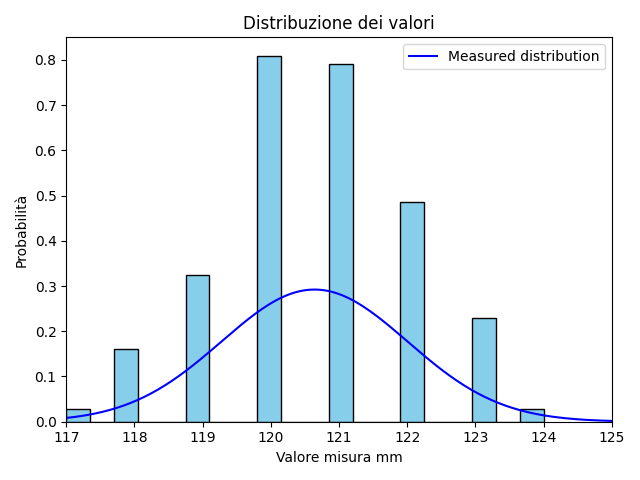 Distribuzione dei valori
Measured distribution
Probabilità
0.8
0.7
0.6
0.5
0.4
0.3
0.2
0.1
0.0
117 118 119 120 121 122 123 124 125
Valore misura mm